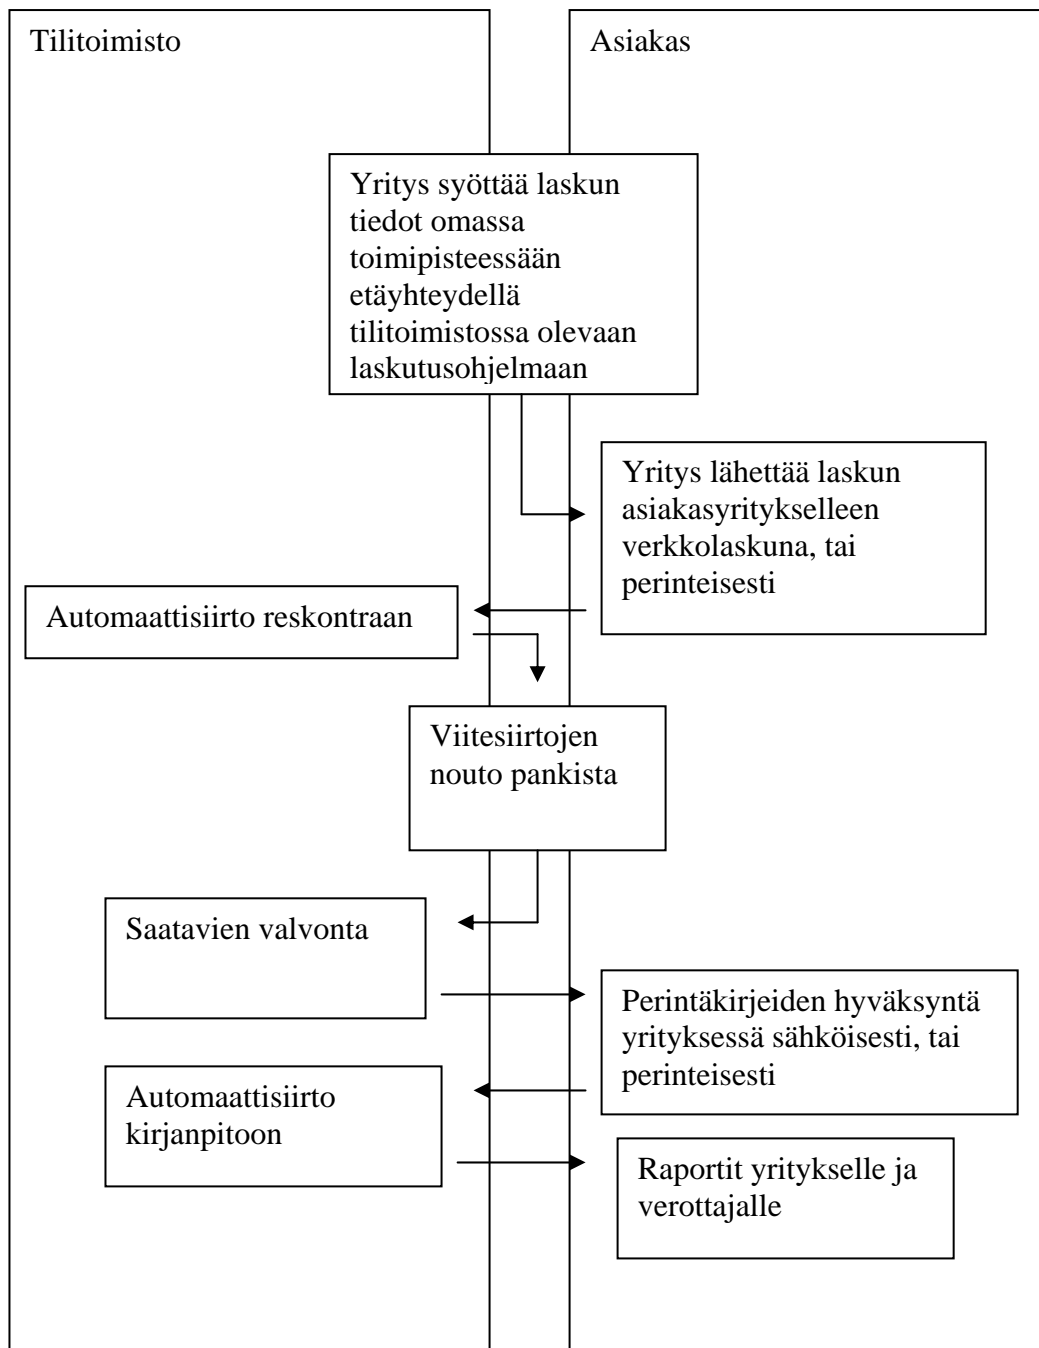 Tilitoimisto
Asiakas
Yritys syöttää laskun
tiedot omassa
toimipisteessään
etäyhteydellä
tilitoimistossa olevaan
laskutusohjelmaan
Yritys lähettää laskun
asiakasyritykselleen
verkkolaskuna, tai
perinteisesti
Automaattisiirto reskontraan
Viitesiirtojen
nouto pankista
Saatavien valvonta
Perintäkirjeiden hyväksyntä
yrityksessä sähköisesti, tai
perinteisesti
Automaattisiirto
kirjanpitoon
Raportit yritykselle ja
verottajalle